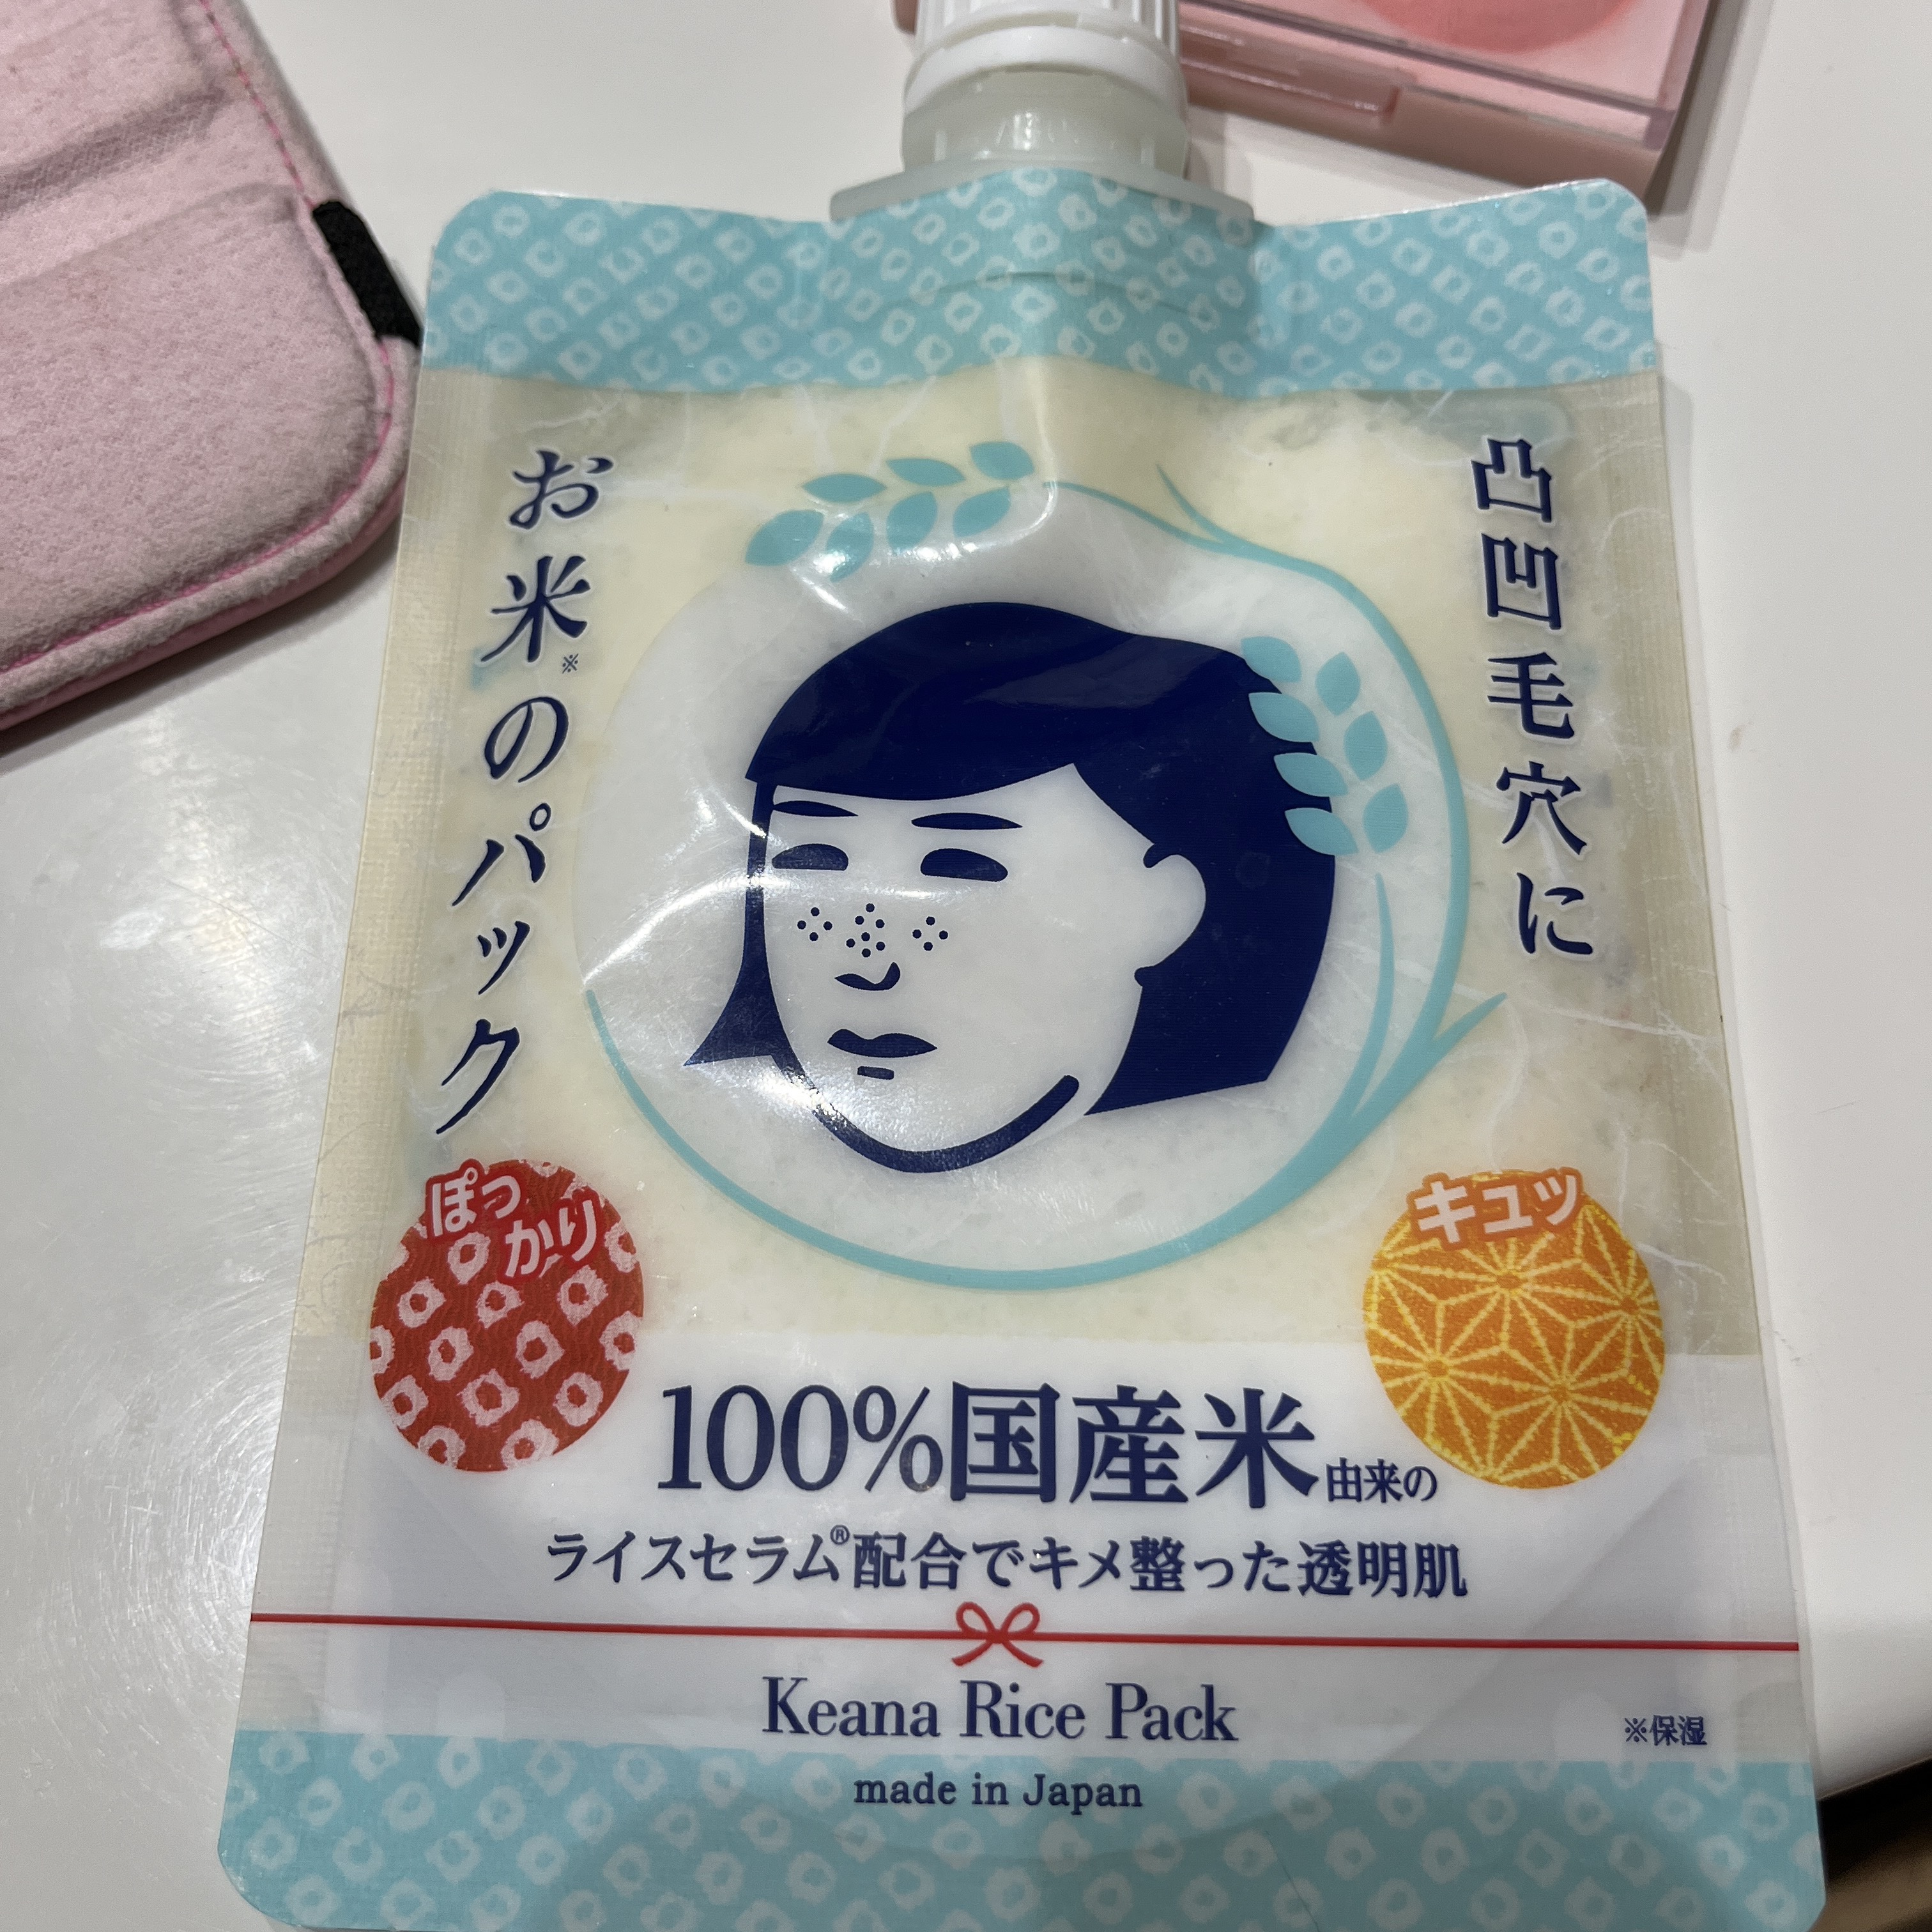 凸凹毛穴に
お米※のパック
ぽっ
かり
キュッ
100%国産米由来の
ライスセラム®配合でキメ整った透明肌
Keana Rice Pack
※保湿
made in Japan